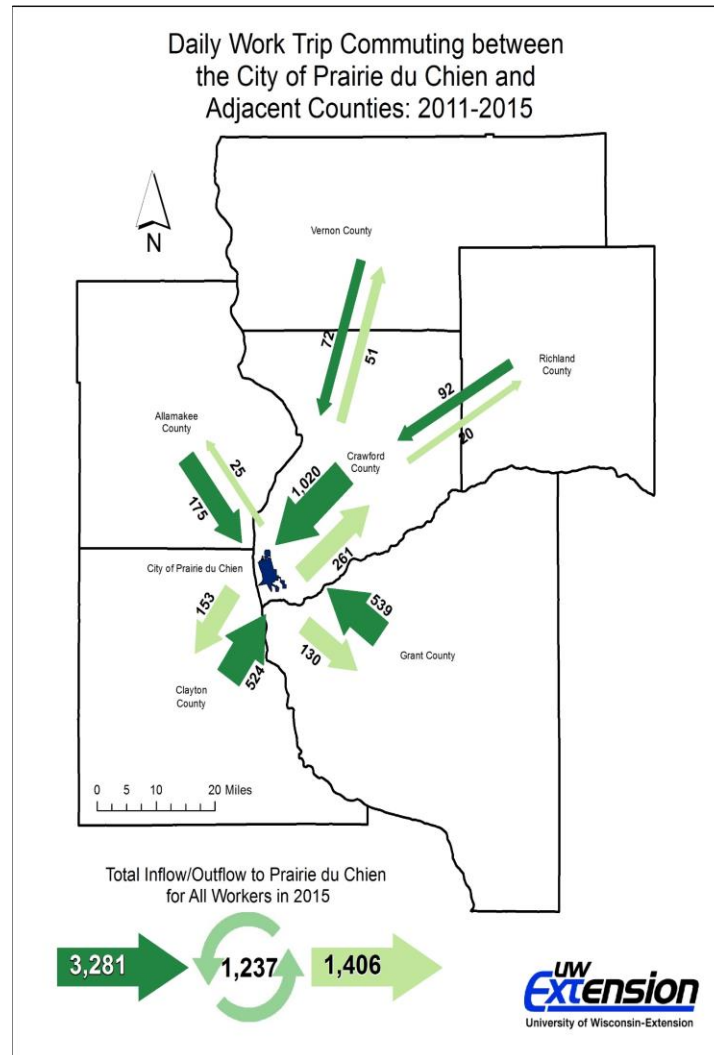 Daily Work Trip Commuting between
the City of Prairie du Chien and
Adjacent Counties: 2011-2015
N
Vernon County
72
51
Richland
County
92
20
Allamakee
County
25
175
Crawford
County
1,020
261
City of Prairie du Chien
153
524
Clayton
County
539
130
Grant County
0 5 10 20 Miles
Total Inflow/Outflow to Prairie du Chien
for All Workers in 2015
3,281
1,237
1,406
UW
Extension
University of Wisconsin-Extension